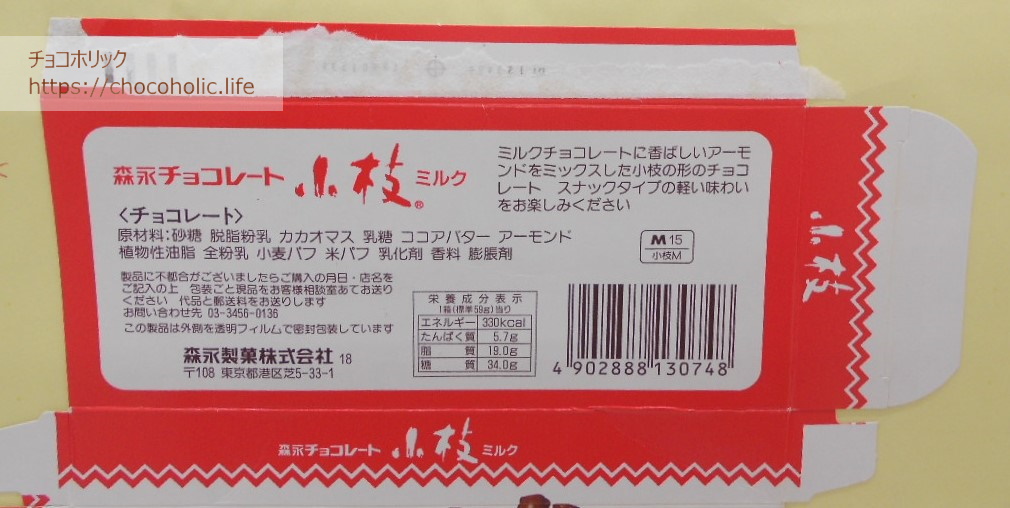 チョコホリック
https://chocoholic.life
森永チョコレート 小枝® ミルク
ミルクチョコレートに香ばしいアーモ
ンドをミックスした小枝の形のチョコ
レート スナックタイプの軽い味わい
をお楽しみください
〈チョコレート〉
原材料:砂糖 脱脂粉乳 カカオマス 乳糖 ココアバター アーモンド
植物性油脂 全粉乳 小麦パフ 米パフ 乳化剤 香料 膨脹剤
M 15
小枝M
製品に不都合がございましたらご購入の月日・店名を
ご記入の上 包装ごと現品をお客様相談室あてお送り
ください 代品と郵送料をお送りします
お問い合わせ先 03-3456-0136
この製品は外側を透明フィルムで密封包装しています
森永製菓株式会社 18
〒108 東京都港区芝5-33-1
栄養成分表示
1箱(標準59g)当り
エネルギー 330kcal
たんぱく質 5.7g
脂質 19.0g
糖質 34.0g
4 902888 130748
小枝
森永チョコレート 小枝 ミルク